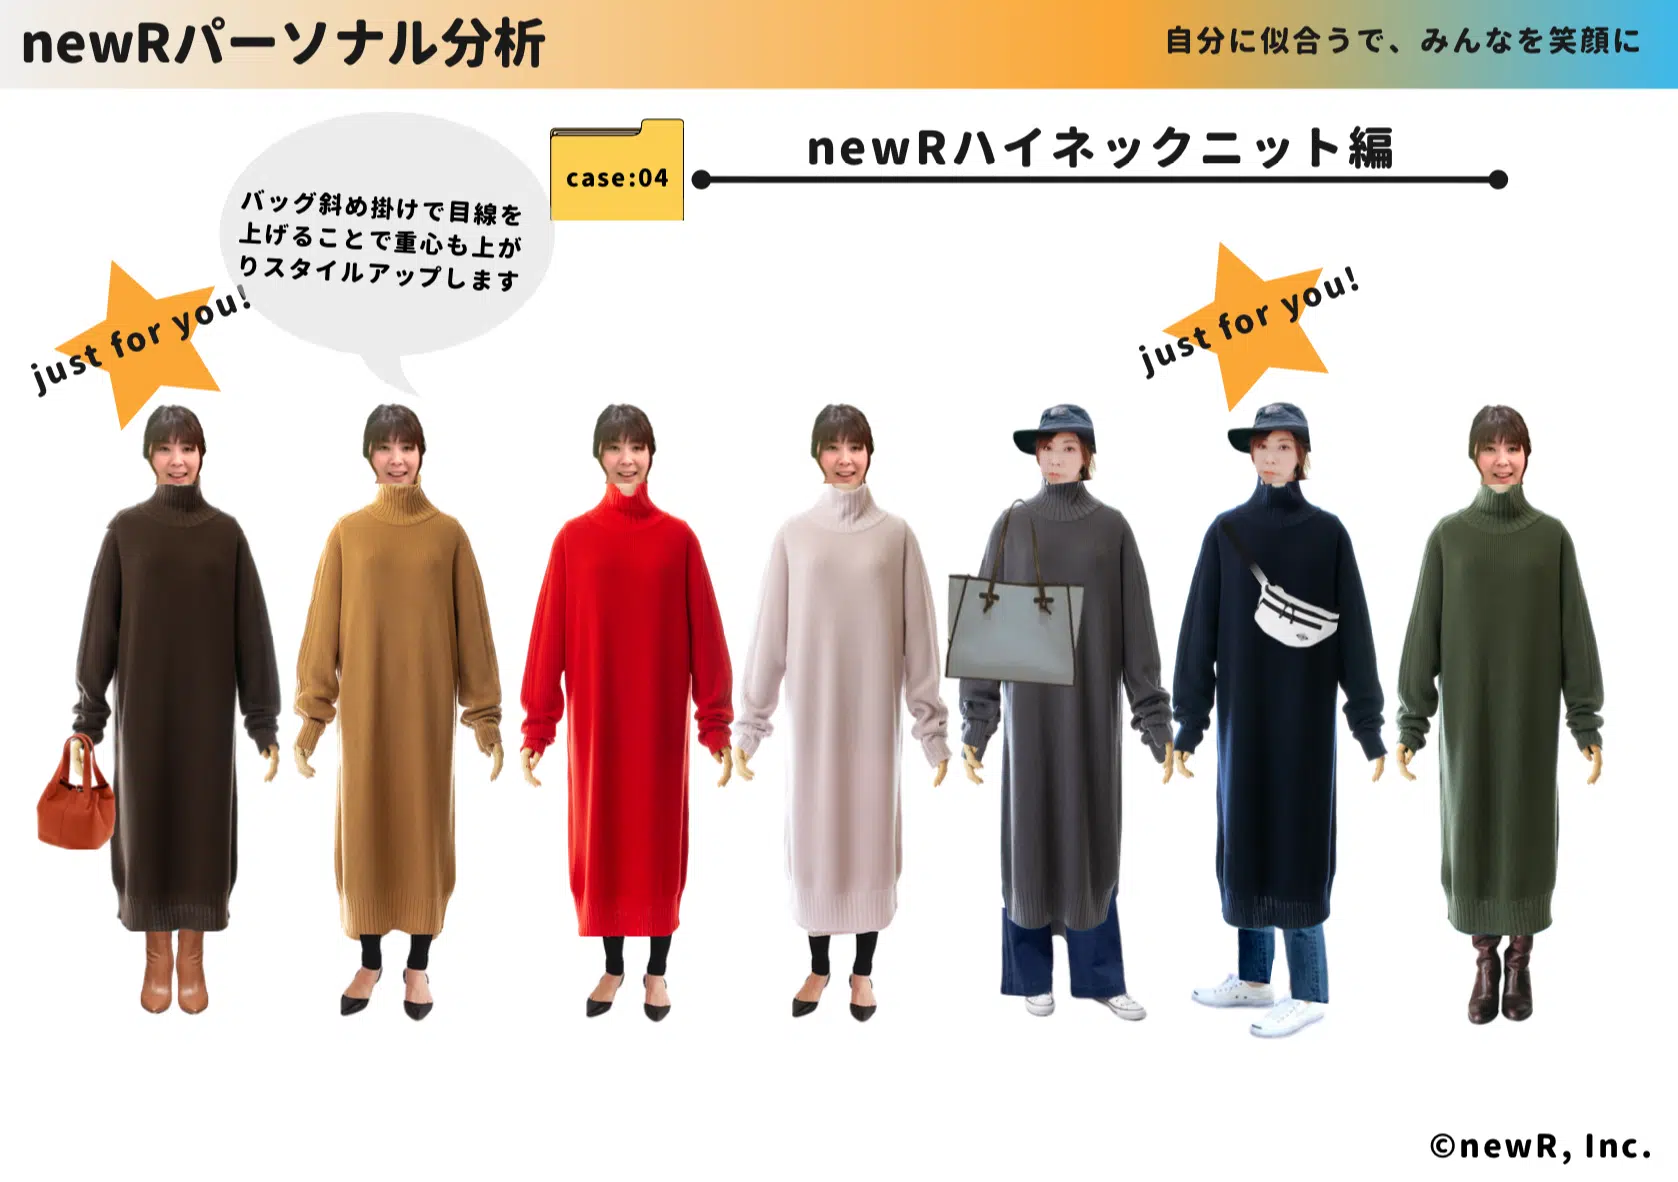 newRパーソナル分析
自分に似合うで、みんなを笑顔に
case:04
newRハイネックニット編
バッグ斜め掛けで目線を
上げることで重心も上が
りスタイルアップします
just for you!
just for you!
©newR, Inc.